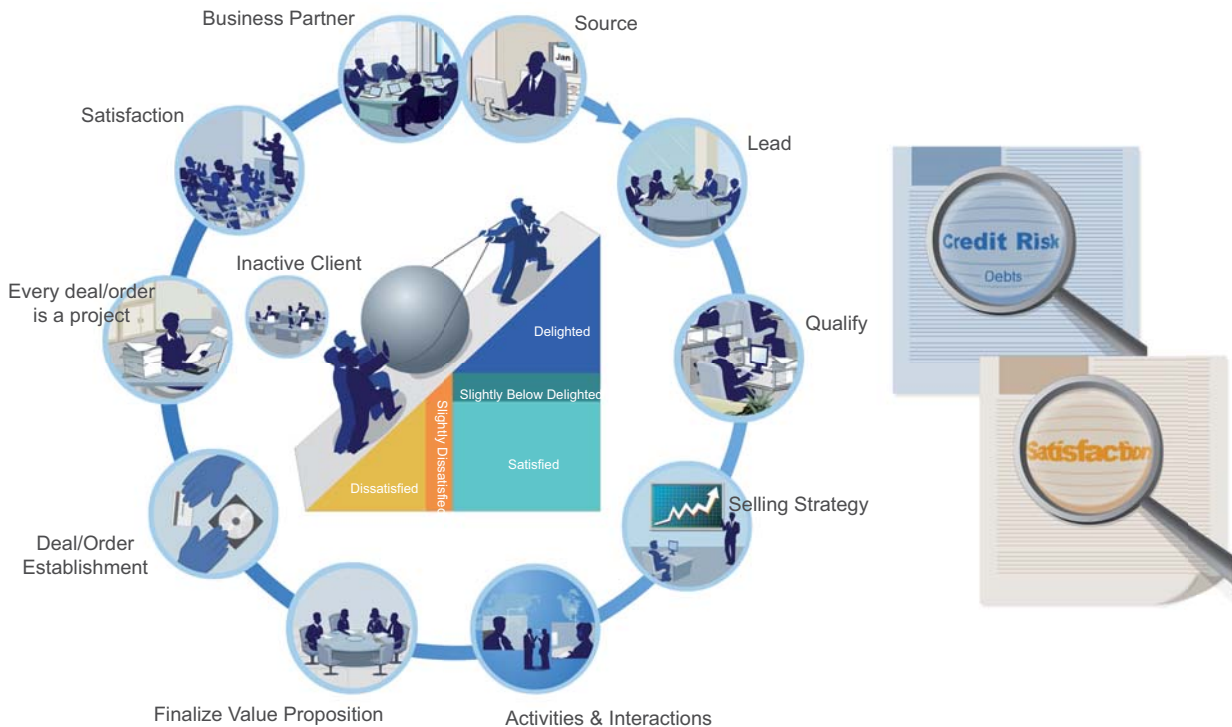 Business Partner
Source
Jan
Satisfaction
Lead
Credit Risk
Debts
Inactive Client
Every deal/order
is a project
Delighted
Qualify
Slightly Below Delighted
Slightly Dissatisfied
Satisfaction
Satisfied
Dissatisfied
Selling Strategy
Deal/Order
Establishment
Finalize Value Proposition
Activities & Interactions